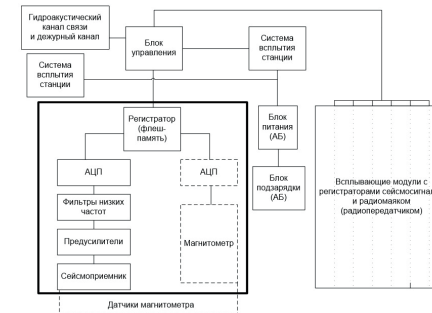 Гидроакустический
канал связи
и дежурный канал
Блок
управления
Система
всплытия
станции
Система
всплытия
станции
Регистратор
(флеш-
память)
Блок
питания
(АБ)
АЦП
АЦП
Блок
подзарядки
(АБ)
Фильтры низких
частот
Предусилители
Магнитометр
Сейсмоприемник
Всплывающие модули с
регистраторами
и радиомаяком
(радиопередатчиком)
Датчики магнитометра